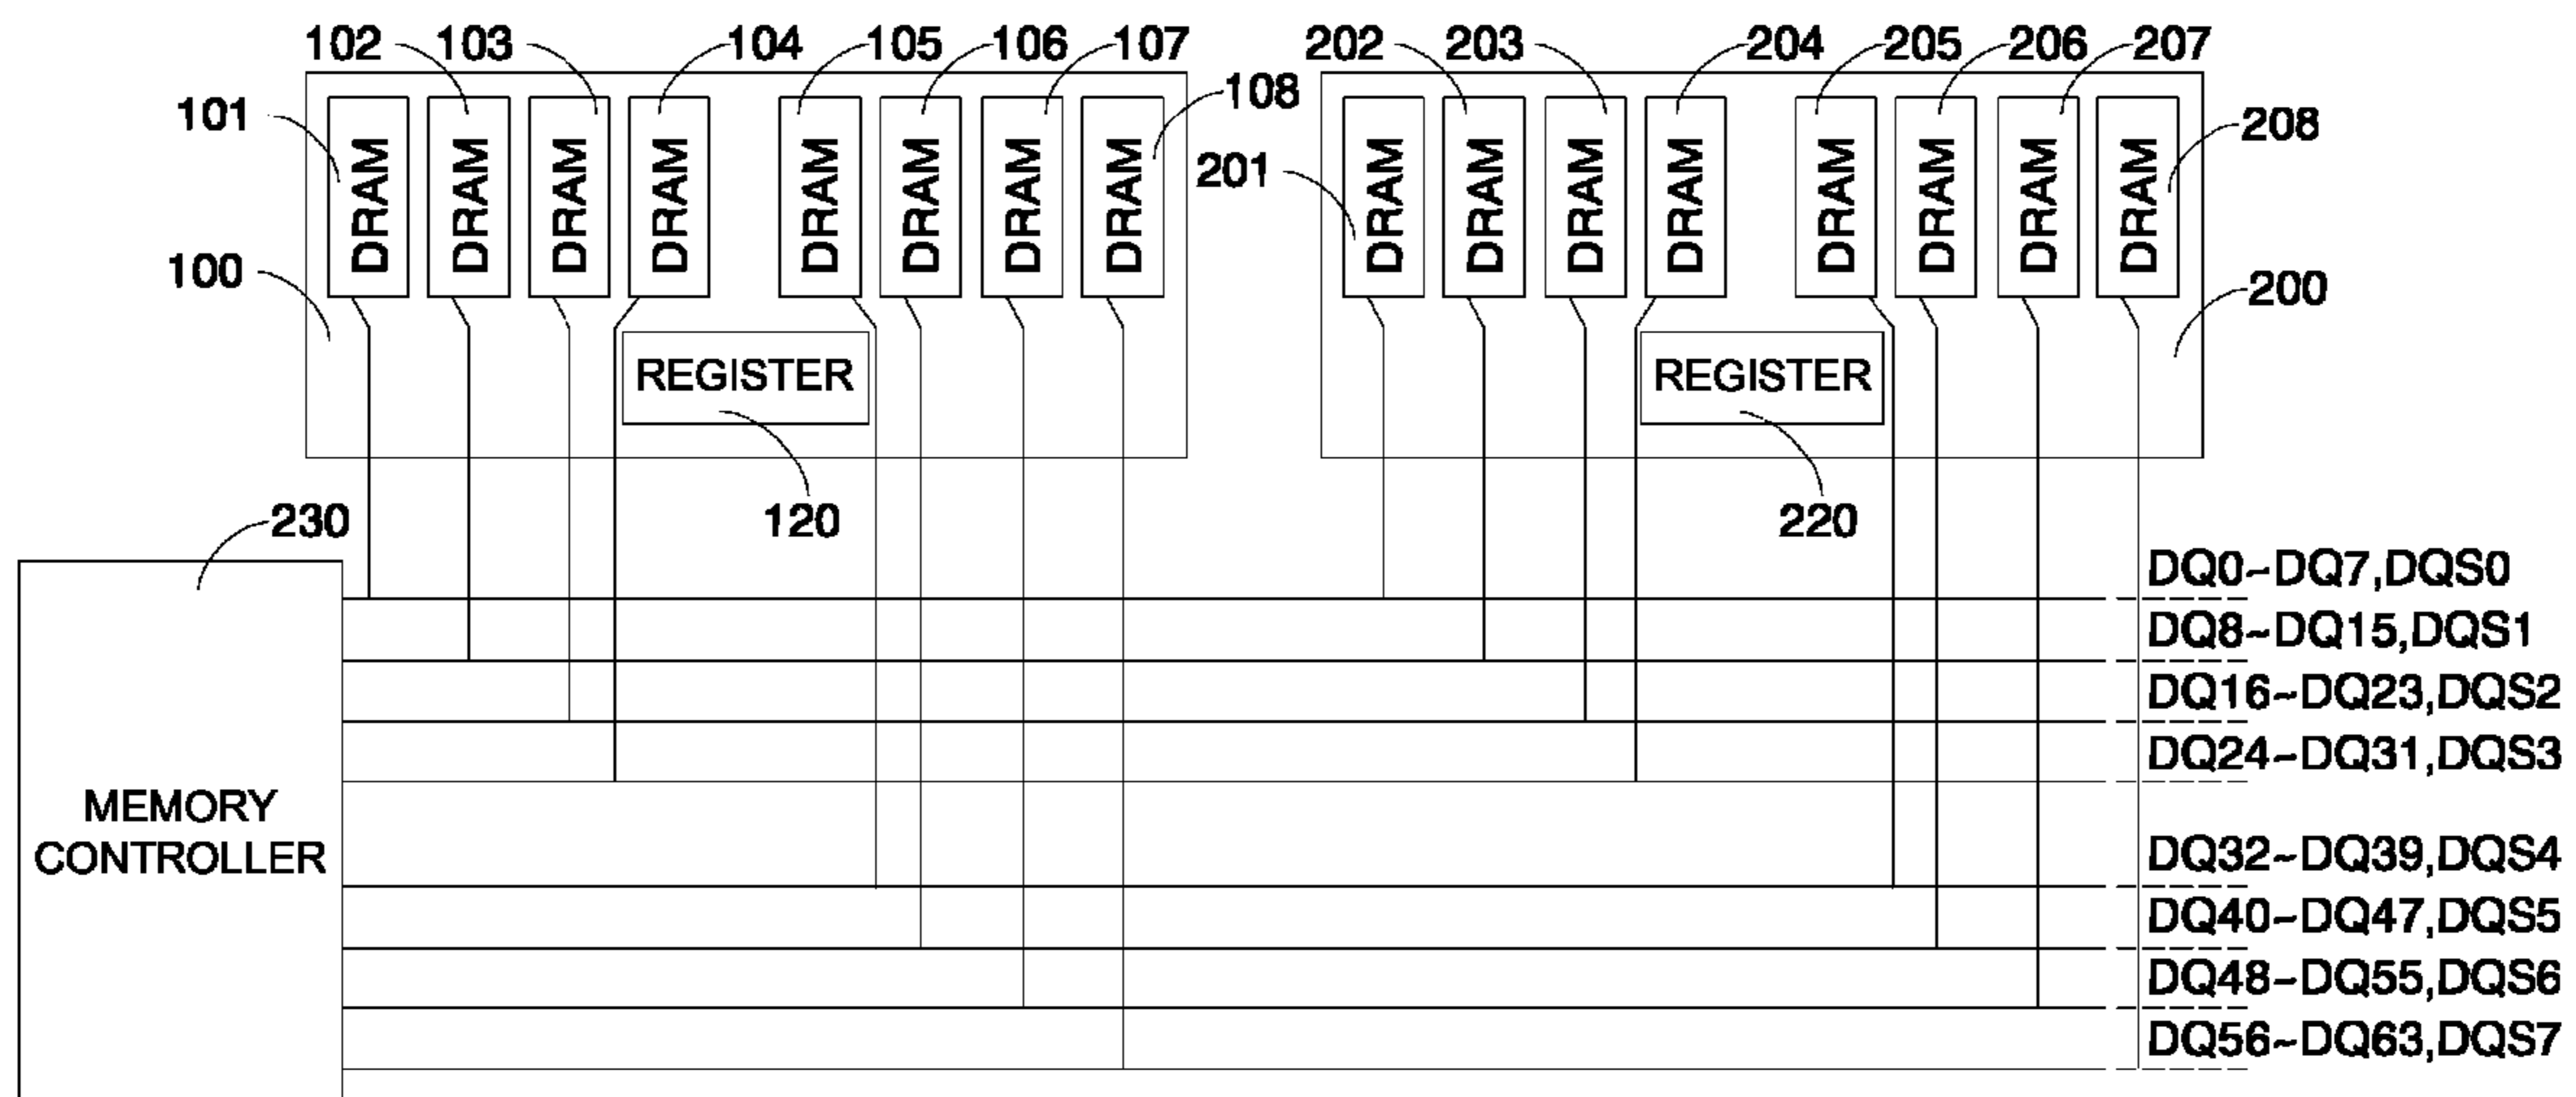 102 103 104 105 106 107 202 203 204 205 206 207
101 108 201 208
DRAM DRAM DRAM DRAM DRAM DRAM DRAM DRAM
DRAM DRAM DRAM DRAM DRAM DRAM DRAM DRAM
100 200
REGISTER REGISTER
230 120 220
DQ0~DQ7,DQS0
DQ8~DQ15,DQS1
DQ16~DQ23,DQS2
DQ24~DQ31,DQS3
MEMORY
CONTROLLER
DQ32~DQ39,DQS4
DQ40~DQ47,DQS5
DQ48~DQ55,DQS6
DQ56~DQ63,DQS7